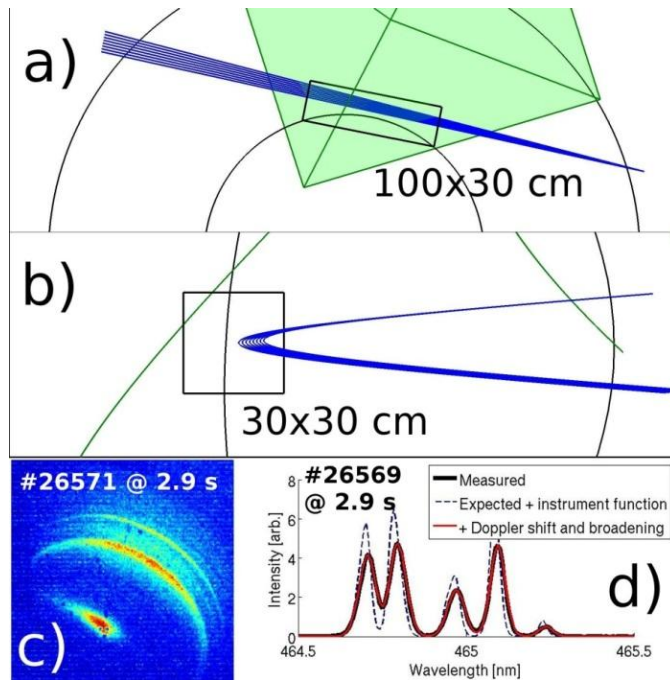 a)
100x30 cm
b)
30x30 cm
#26571 @ 2.9 s
c)
#26569
@ 2.9 s
Measured
Expected + instrument function
+ Doppler shift and broadening
d)
Intensity [arb.]
8
6
4
2
0
464.5
465
465.5
Wavelength [nm]